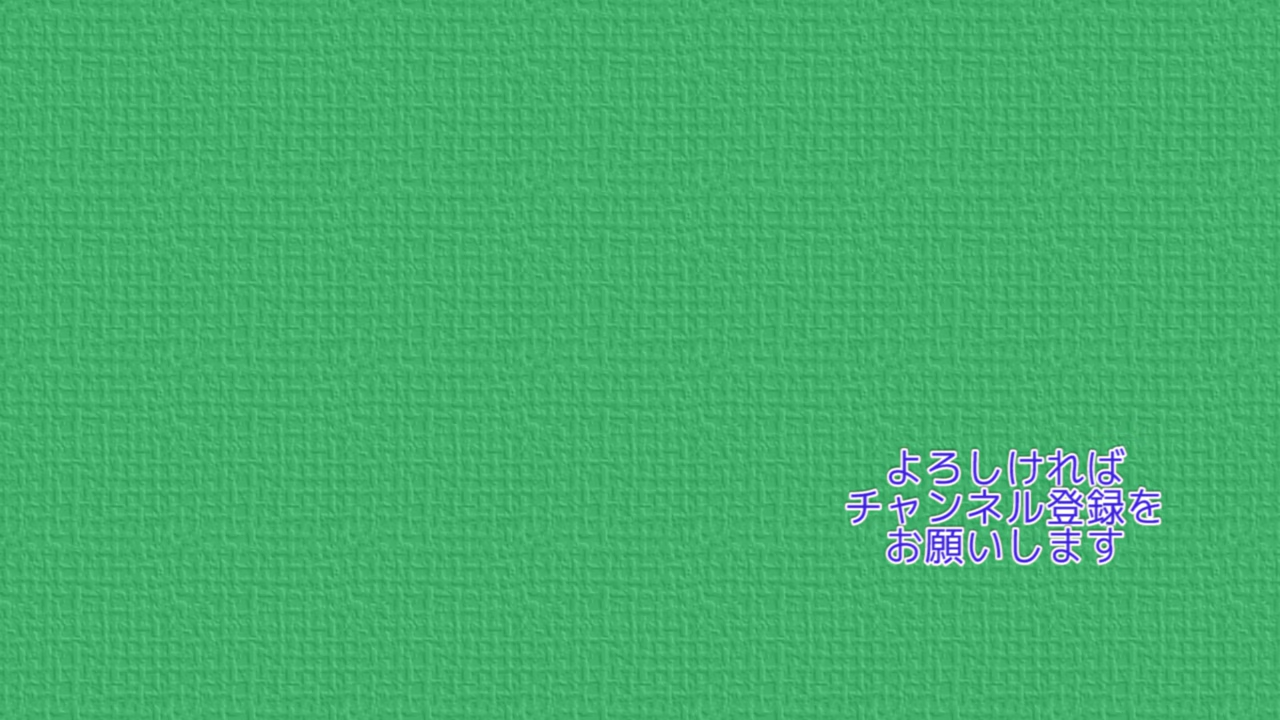 よろしければ
チャンネル登録を
お願いします